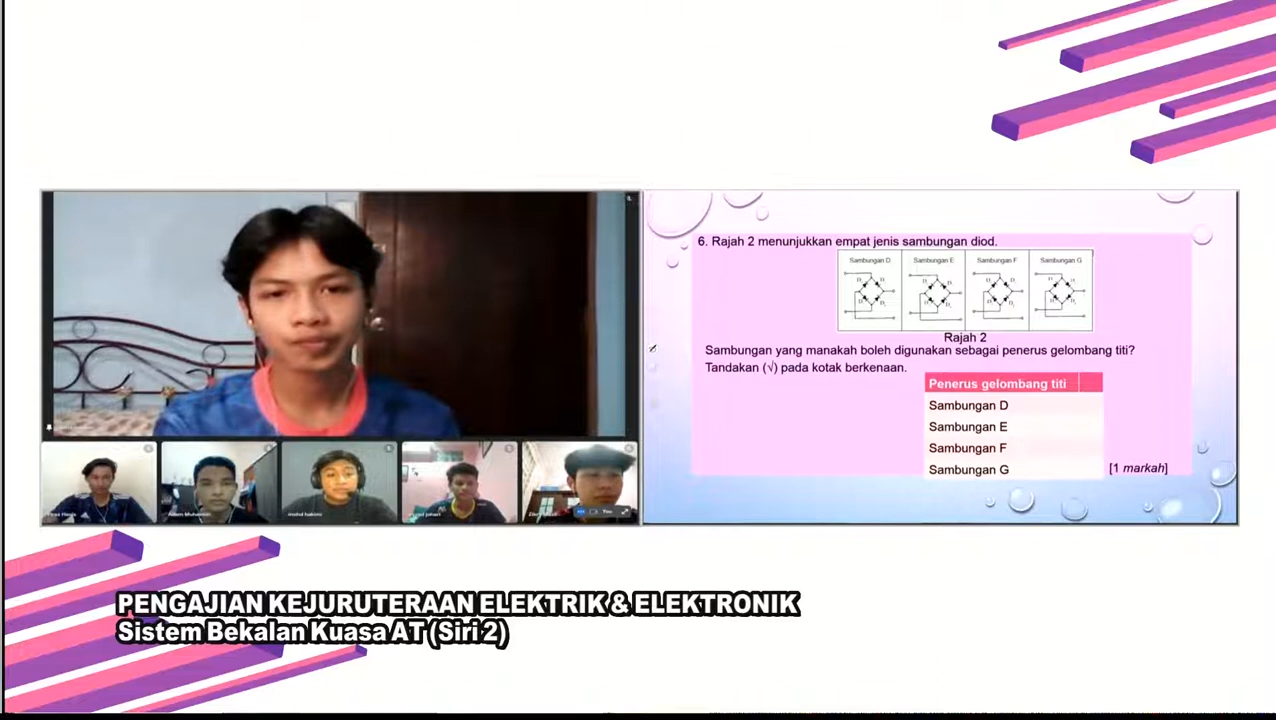 6. Rajah 2 menunjukkan empat jenis sambungan diod.
Sambungan D
Sambungan E
Sambungan F
Sambungan G
Rajah 2
Sambungan yang manakah boleh digunakan sebagai penerus gelombang titi?
Tandakan (√) pada kotak berkenaan.
Penerus gelombang titi
Sambungan D
Sambungan E
Sambungan F
Sambungan G
[1 markah]
You
PENGAJIAN KEJURUTERAAN ELEKTRIK & ELEKTRONIK
Sistem Bekalan Kuasa AT (Siri 2)